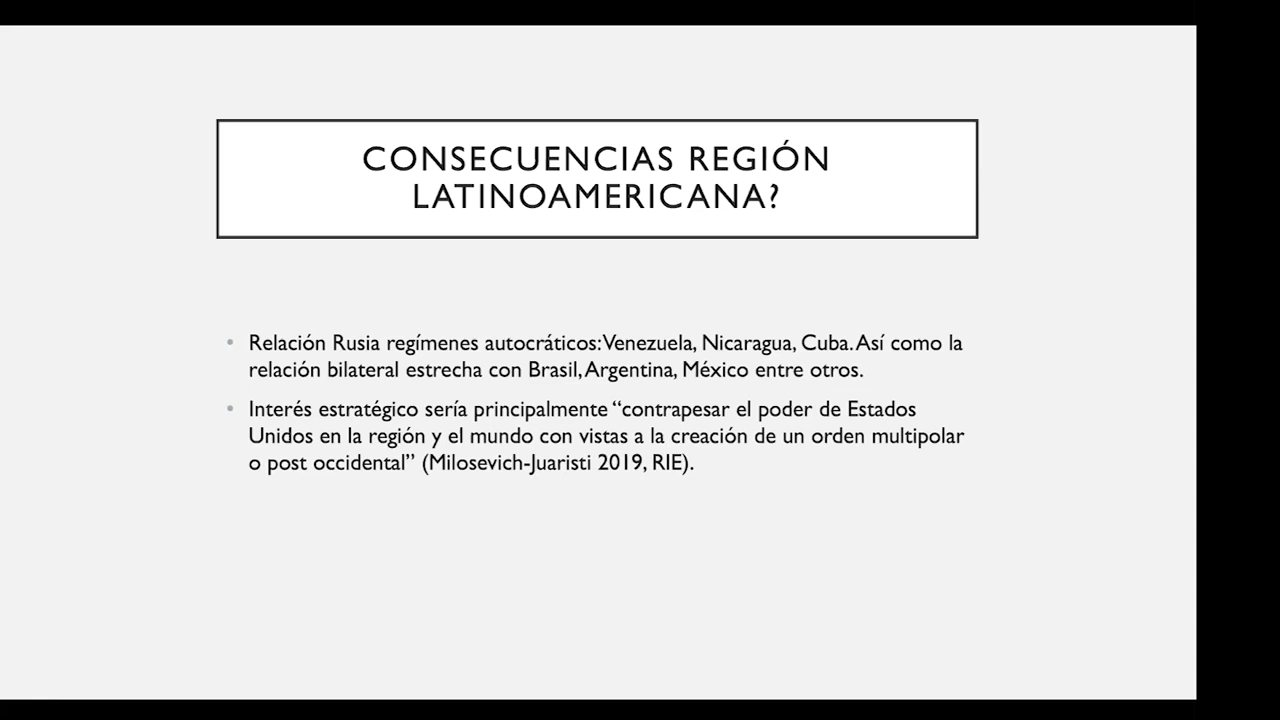 CONSECUENCIAS REGIÓN
LATINOAMERICANA?
• Relación Rusia regímenes autocráticos: Venezuela, Nicaragua, Cuba. Así como la
relación bilateral estrecha con Brasil, Argentina, México entre otros.
• Interés estratégico sería principalmente “contrapesar el poder de Estados
Unidos en la región y el mundo con vistas a la creación de un orden multipolar
o post occidental” (Milosevich-Juaristi 2019, RIE).